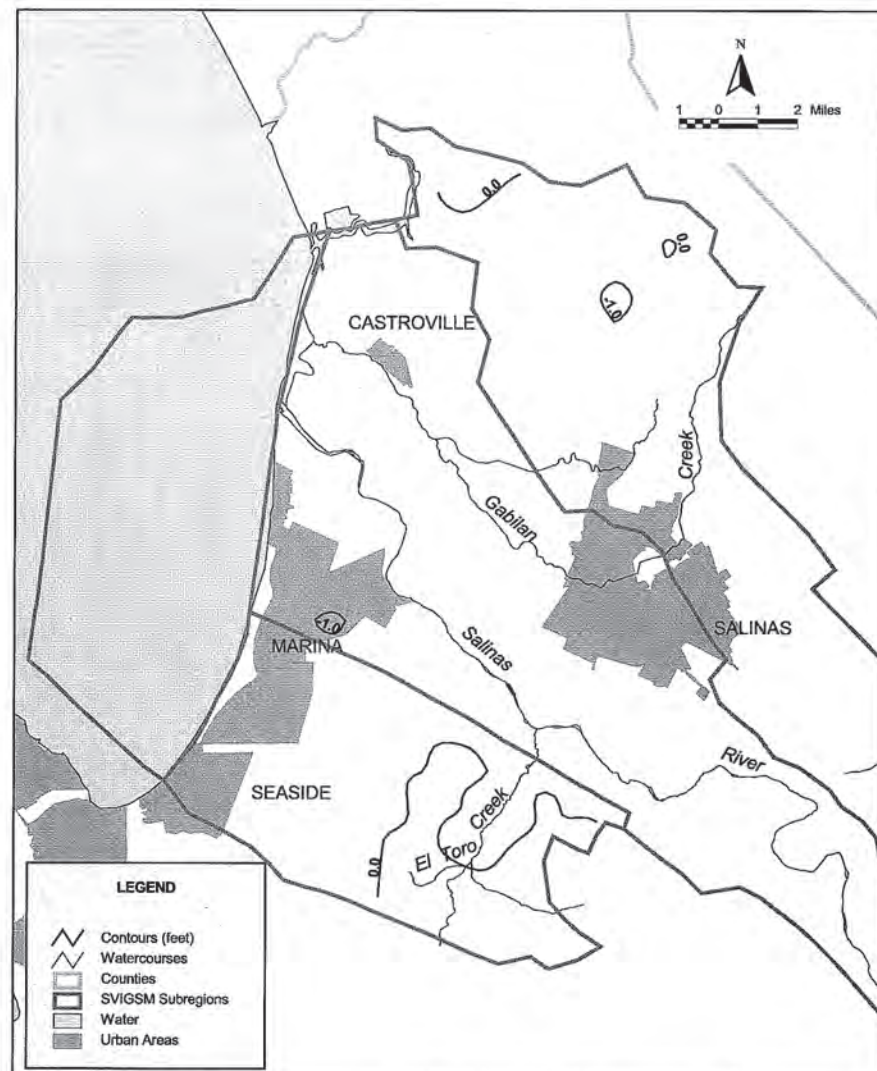 N
1 0 1 2 Miles
0.0
0.0
-1.0
CASTROVILLE
Creek
Gabilan
-1.0
MARINA
SALINAS
Salinas
River
SEASIDE
Creek
El Toro
0.0
LEGEND
Contours (feet)
Watercourses
Counties
SVIGSM Subregions
Water
Urban Areas